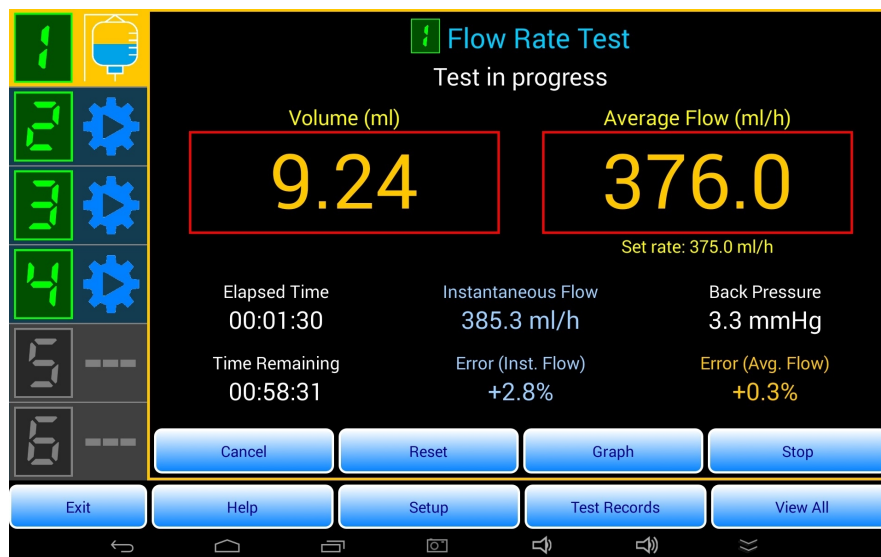 1 Flow Rate Test
Test in progress
Volume (ml)
Average Flow (ml/h)
9.24
376.0
Set rate: 375.0 ml/h
Elapsed Time
Instantaneous Flow
Back Pressure
00:01:30
385.3 ml/h
3.3 mmHg
Time Remaining
Error (Inst. Flow)
Error (Avg. Flow)
00:58:31
+2.8%
+0.3%
1
2
3
4
5 ---
6 ---
Cancel
Reset
Graph
Stop
Exit
Help
Setup
Test Records
View All